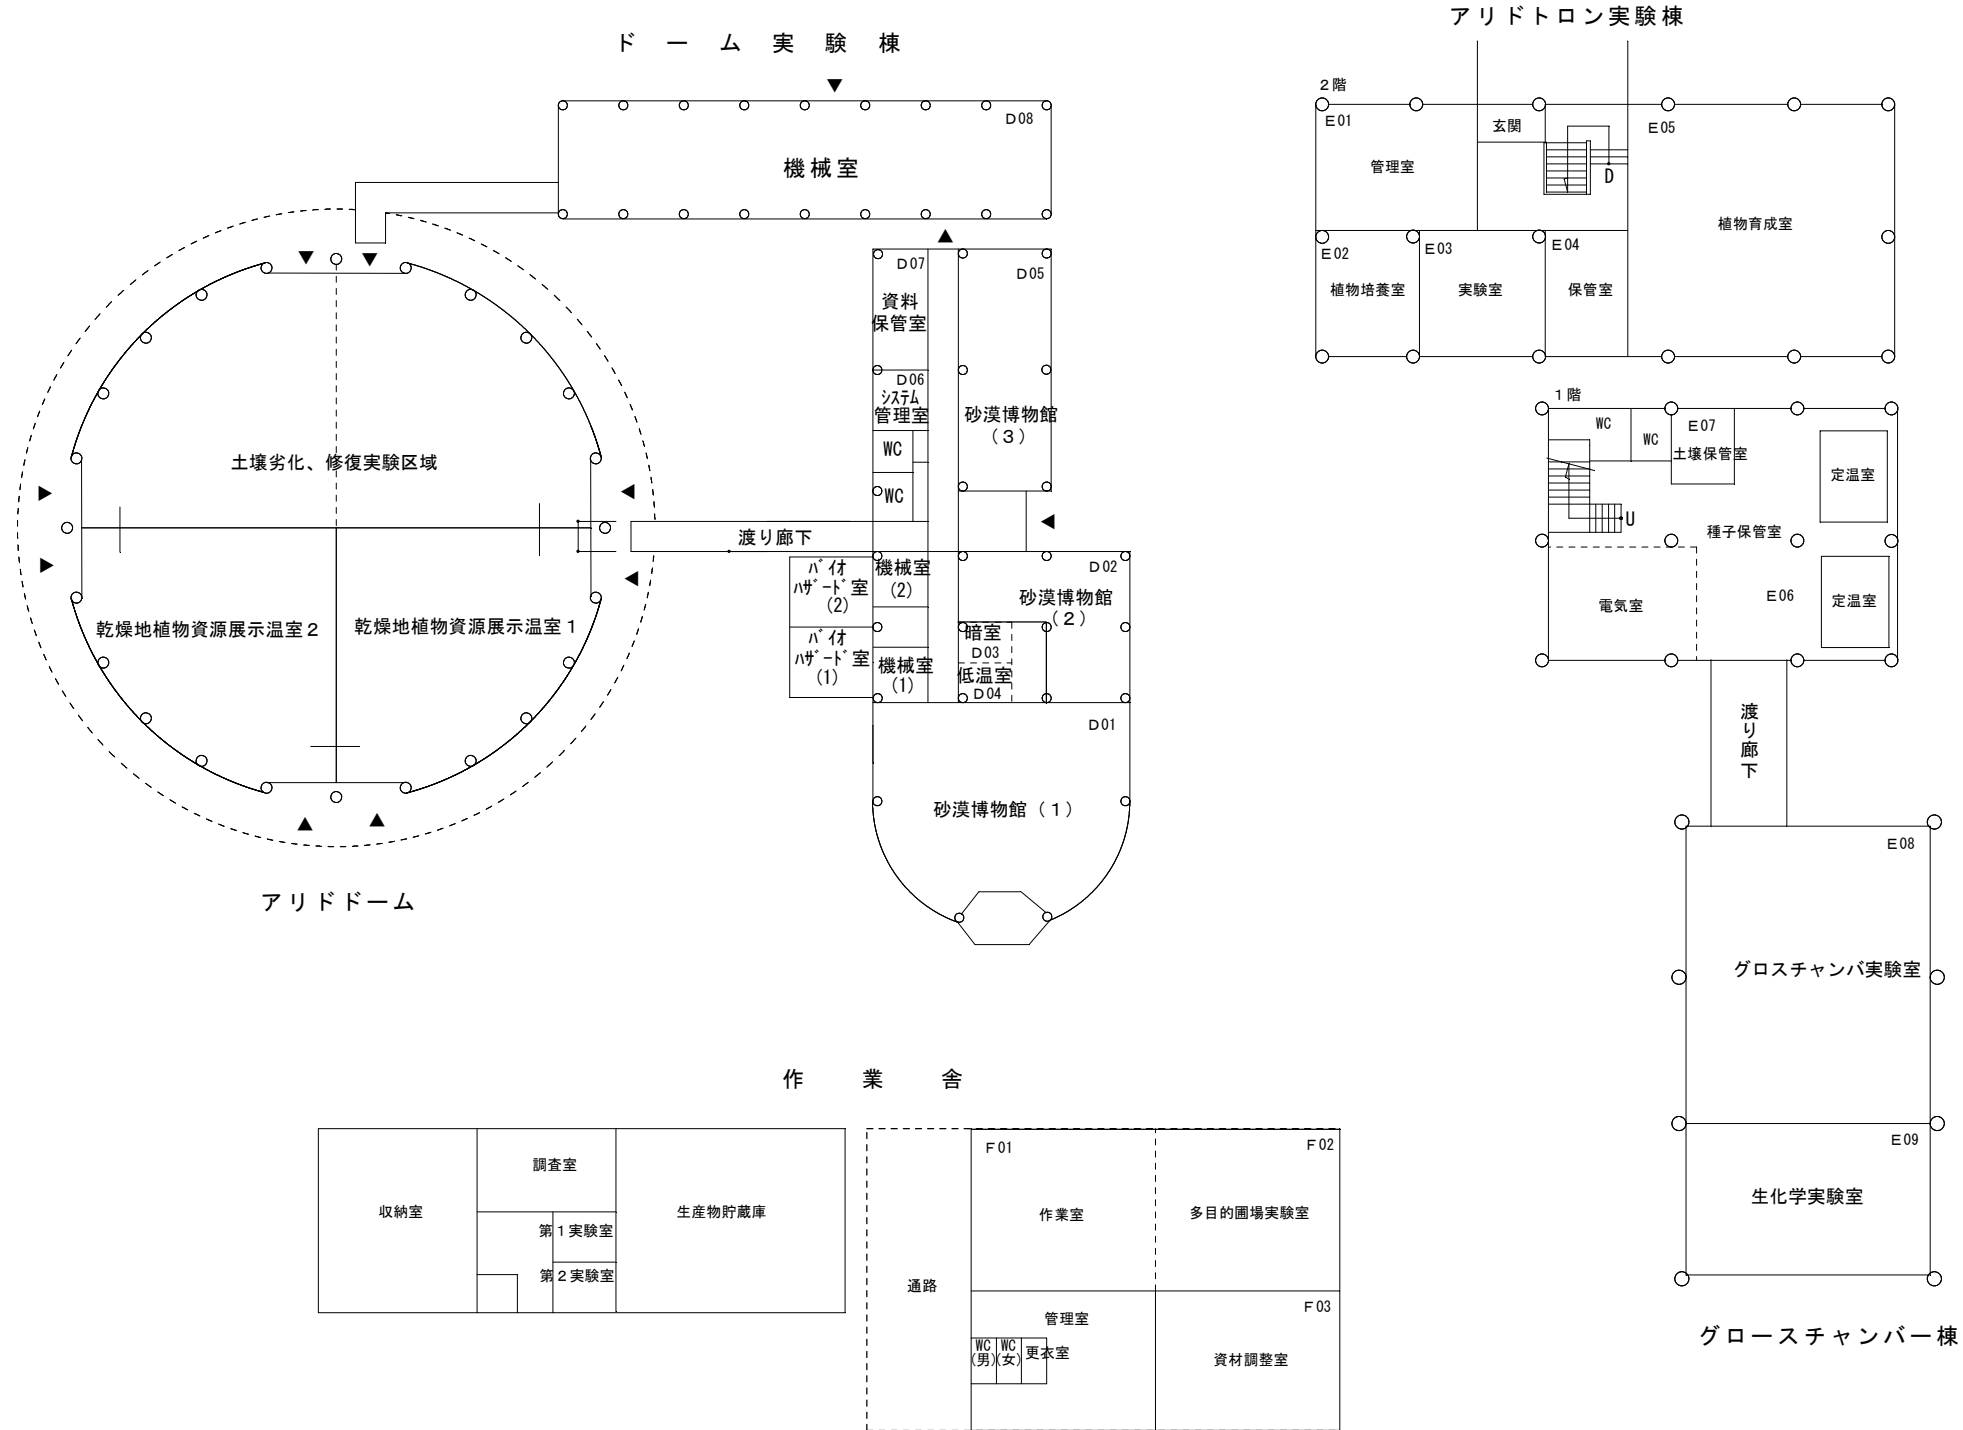 ドーム実験棟
D08
機械室
D07
資料
保管室
D05
D06
システム
管理室
砂漠博物館
（３）
WC
WC
土壌劣化、修復実験区域
渡り廊下
バイオ
ハザード室
(2)
機械室
(2)
D02
砂漠博物館
（２）
バイオ
ハザード室
(1)
機械室
(1)
暗室
D03
低温室
D04
乾燥地植物資源展示温室２
乾燥地植物資源展示温室１
D01
砂漠博物館（１）
アリドドーム
アリドトロン実験棟
２階
E01
管理室
玄関
D
E05
植物育成室
E02
植物培養室
E03
実験室
E04
保管室
１階
WC
WC
E07
土壌保管室
定温室
U
種子保管室
電気室
E06
定温室
渡り廊下
E08
グロスチャンバ実験室
E09
生化学実験室
グロースチャンバー棟
作業舎
収納室
調査室
第１実験室
第２実験室
生産物貯蔵庫
通路
F01
作業室
F02
多目的圃場実験室
管理室
WC
(男)
WC
(女)
更衣室
F03
資材調整室